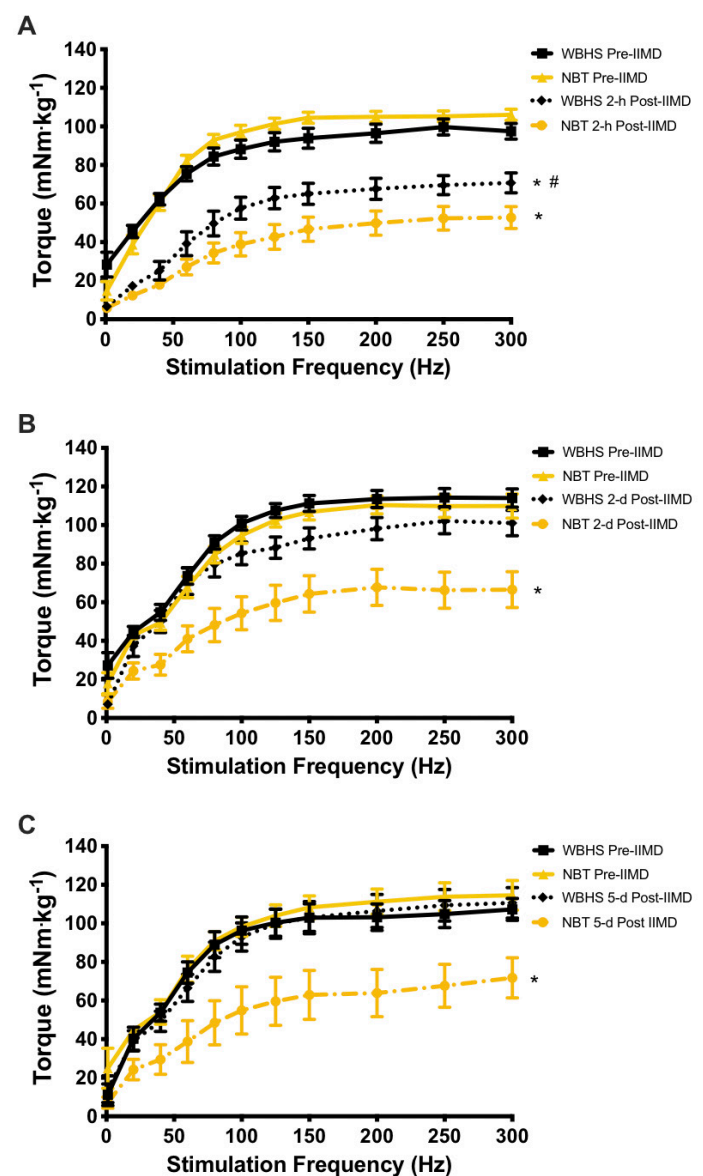 A
140
120
100
80
60
40
20
0
Torque (mNm·kg-1)
0 50 100 150 200 250 300
Stimulation Frequency (Hz)
WBHS Pre-IIMD
NBT Pre-IIMD
WBHS 2-h Post-IIMD
NBT 2-h Post-IIMD
* #
*
B
140
120
100
80
60
40
20
0
Torque (mNm·kg-1)
0 50 100 150 200 250 300
Stimulation Frequency (Hz)
WBHS Pre-IIMD
NBT Pre-IIMD
WBHS 2-d Post-IIMD
NBT 2-d Post-IIMD
*
C
140
120
100
80
60
40
20
0
Torque (mNm·kg-1)
0 50 100 150 200 250 300
Stimulation Frequency (Hz)
WBHS Pre-IIMD
NBT Pre-IIMD
WBHS 5-d Post-IIMD
NBT 5-d Post IIMD
*